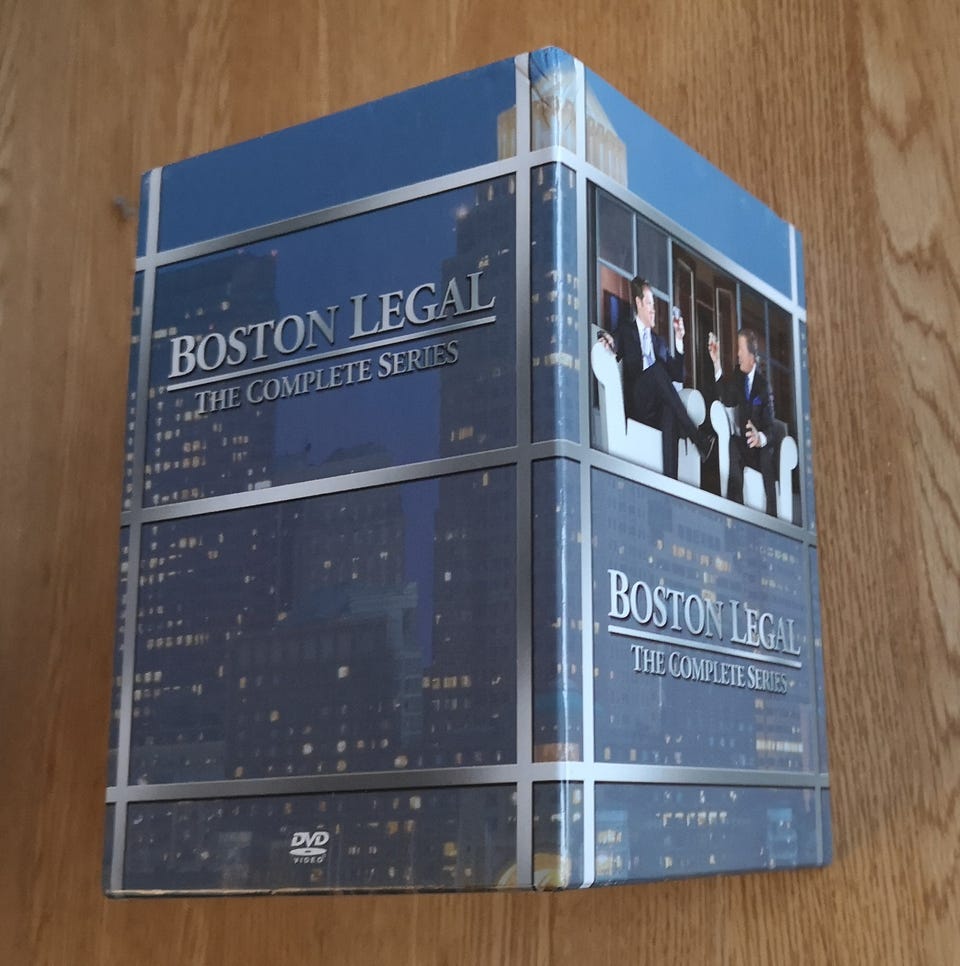 BOSTON LEGAL
THE COMPLETE SERIES
DVD
VIDEO
BOSTON LEGAL
THE COMPLETE SERIES